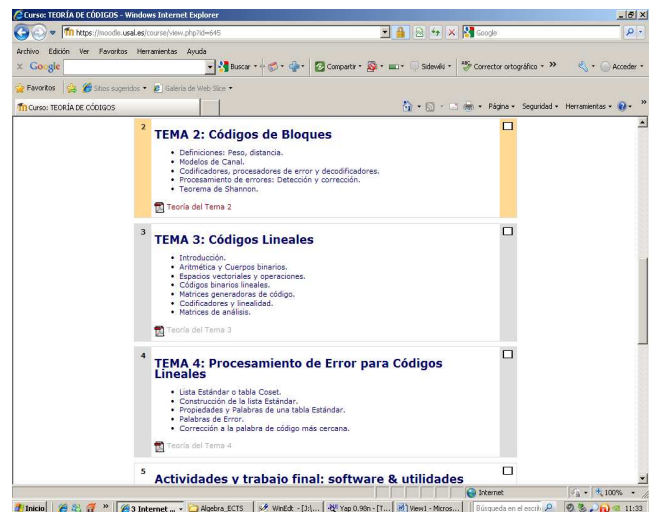 Curso: TEORÍA DE CÓDIGOS - Windows Internet Explorer
https://moodle.usal.es/course/view.php?id=645
Google
Archivo Edición Ver Favoritos Herramientas Ayuda
x Google Buscar Compartir Sidewiki Corrector ortográfico >> Acceder
Favoritos Sitios sugeridos Galería de Web Slice
Curso: TEORÍA DE CÓDIGOS Página Seguridad Herramientas >>
2
TEMA 2: Códigos de Bloques
• Definiciones: Peso, distancia.
• Modelos de Canal.
• Codificadores, procesadores de error y decodificadores.
• Procesamiento de errores: Detección y corrección.
• Teorema de Shannon.
Teoría del Tema 2
3
TEMA 3: Códigos Lineales
• Introducción.
• Aritmética y Cuerpos binarios.
• Espacios vectoriales y operaciones.
• Códigos binarios lineales.
• Matrices generadoras de código.
• Codificadores y linealidad.
• Matrices de análisis.
Teoría del Tema 3
4
TEMA 4: Procesamiento de Error para Códigos
Lineales
• Lista Estándar o tabla Coset.
• Construcción de la lista Estándar.
• Propiedades y Palabras de una tabla Estándar.
• Palabras de Error.
• Corrección a la palabra de código más cercana.
Teoría del Tema 4
5
Actividades y trabajo final: software & utilidades
Internet 100%
Inicio >> 3 Internet ... Algebra_ECTS WinEdt - [J:\... Yap 0.98n - [T... View1 - Micros... Búsqueda en el escrito 11:33